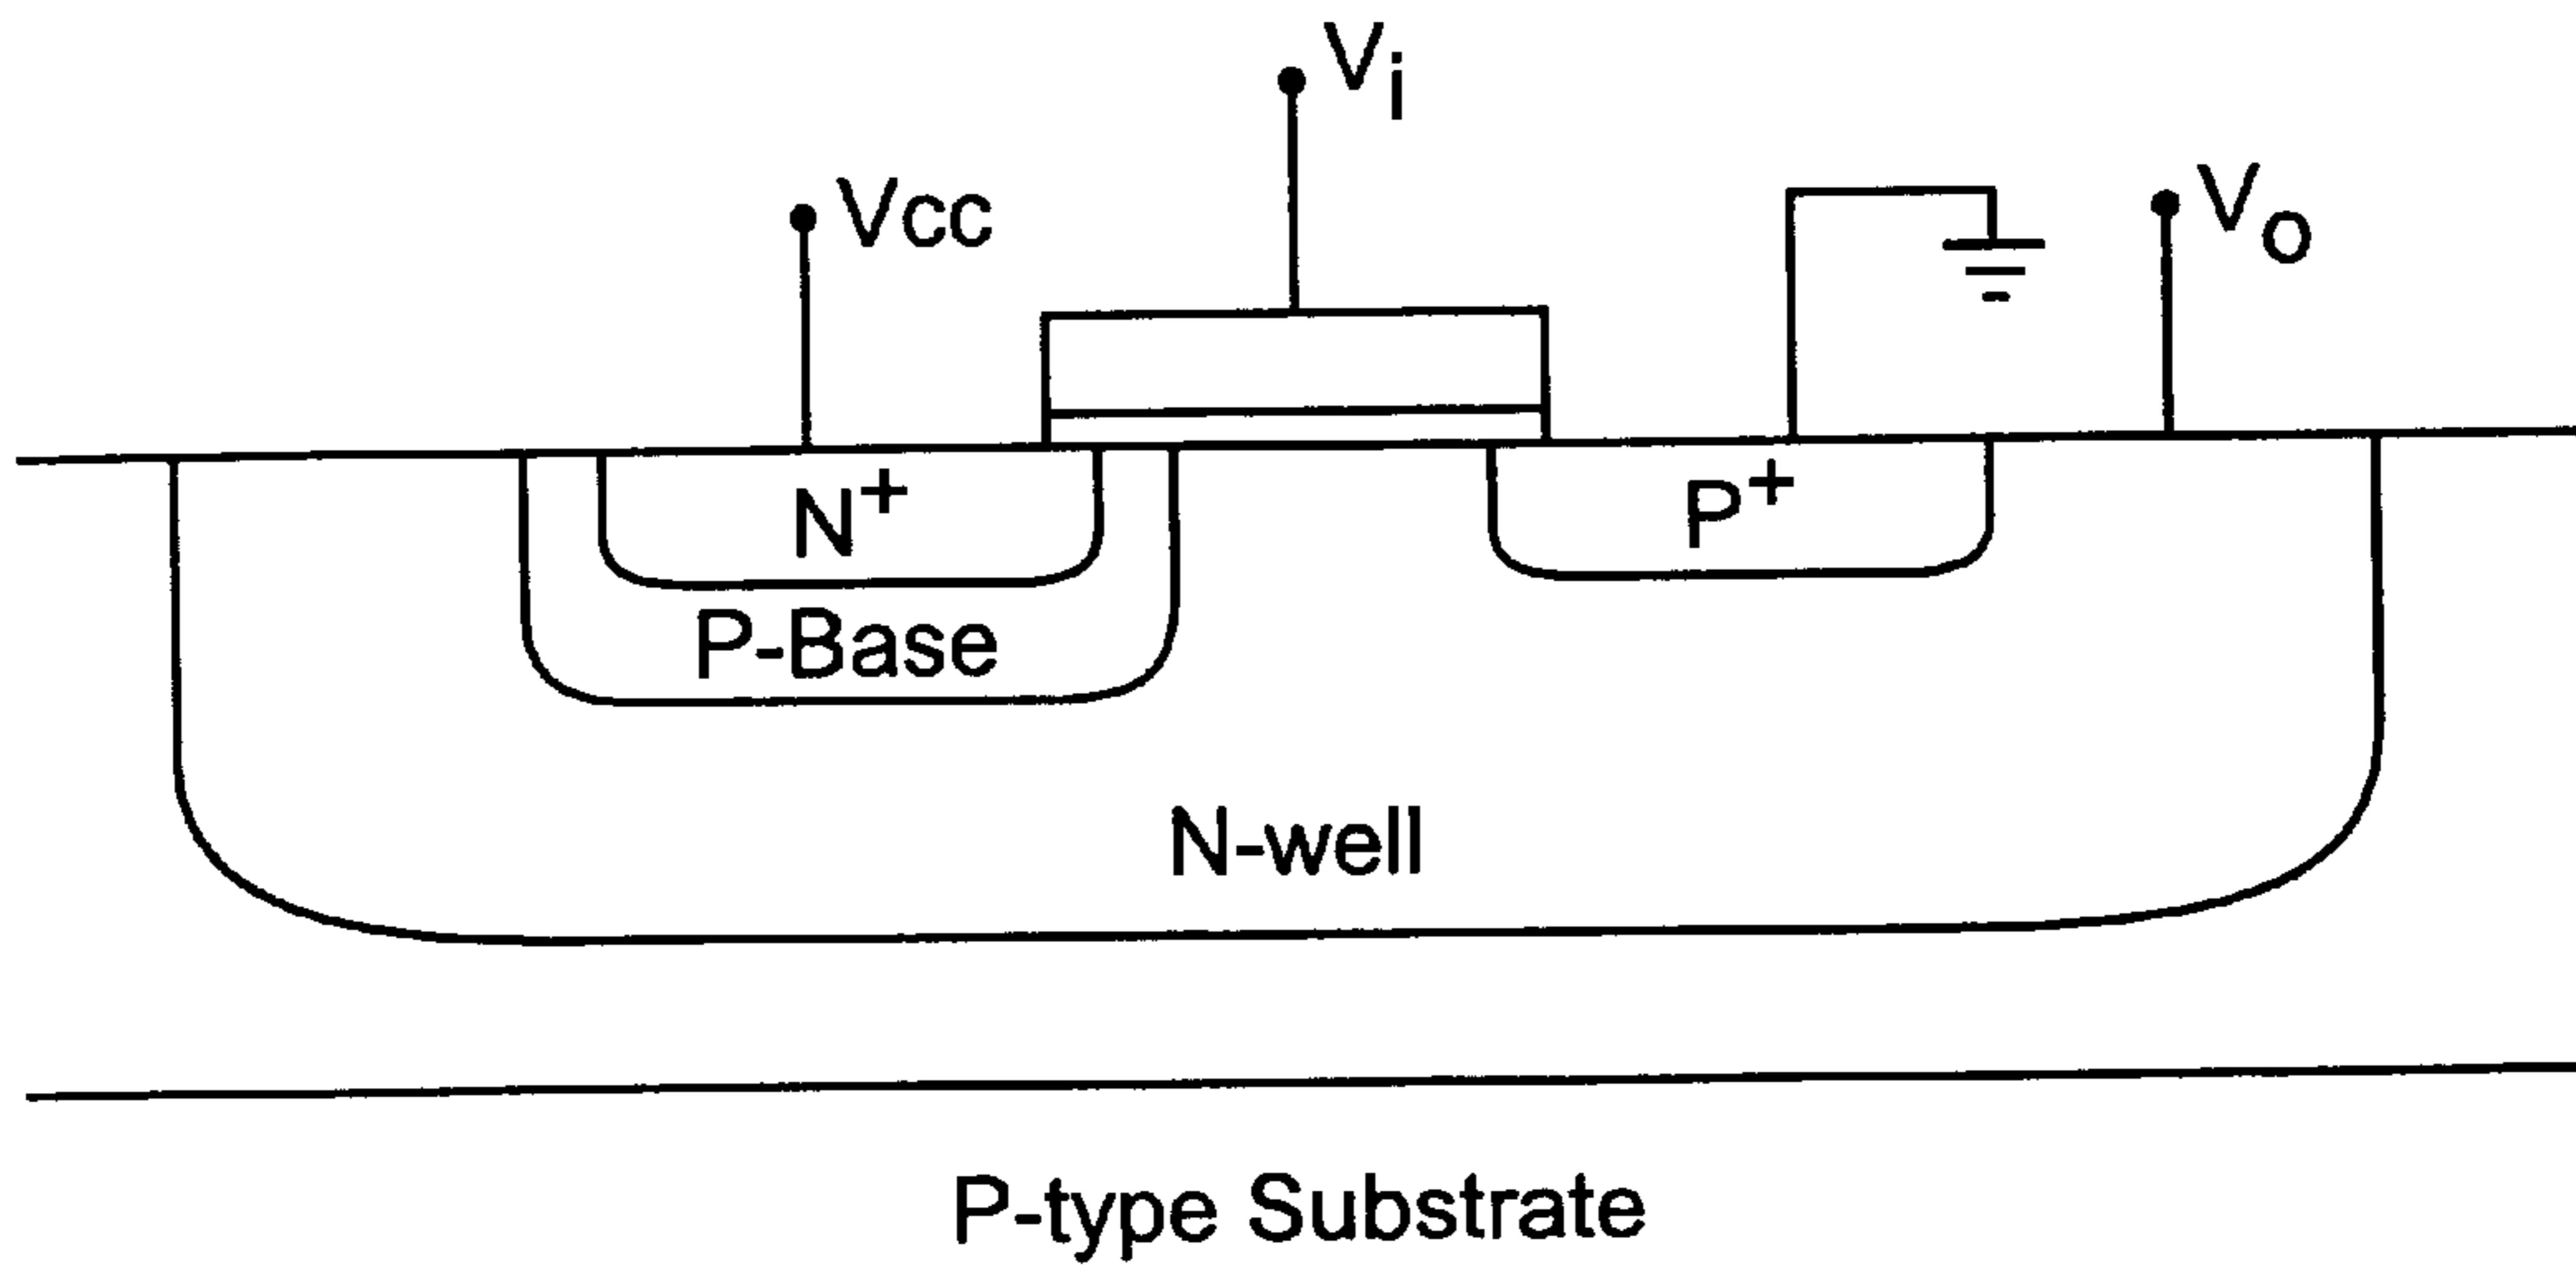 Vi
Vcc
Vo
N+
P+
P-Base
N-well
P-type Substrate